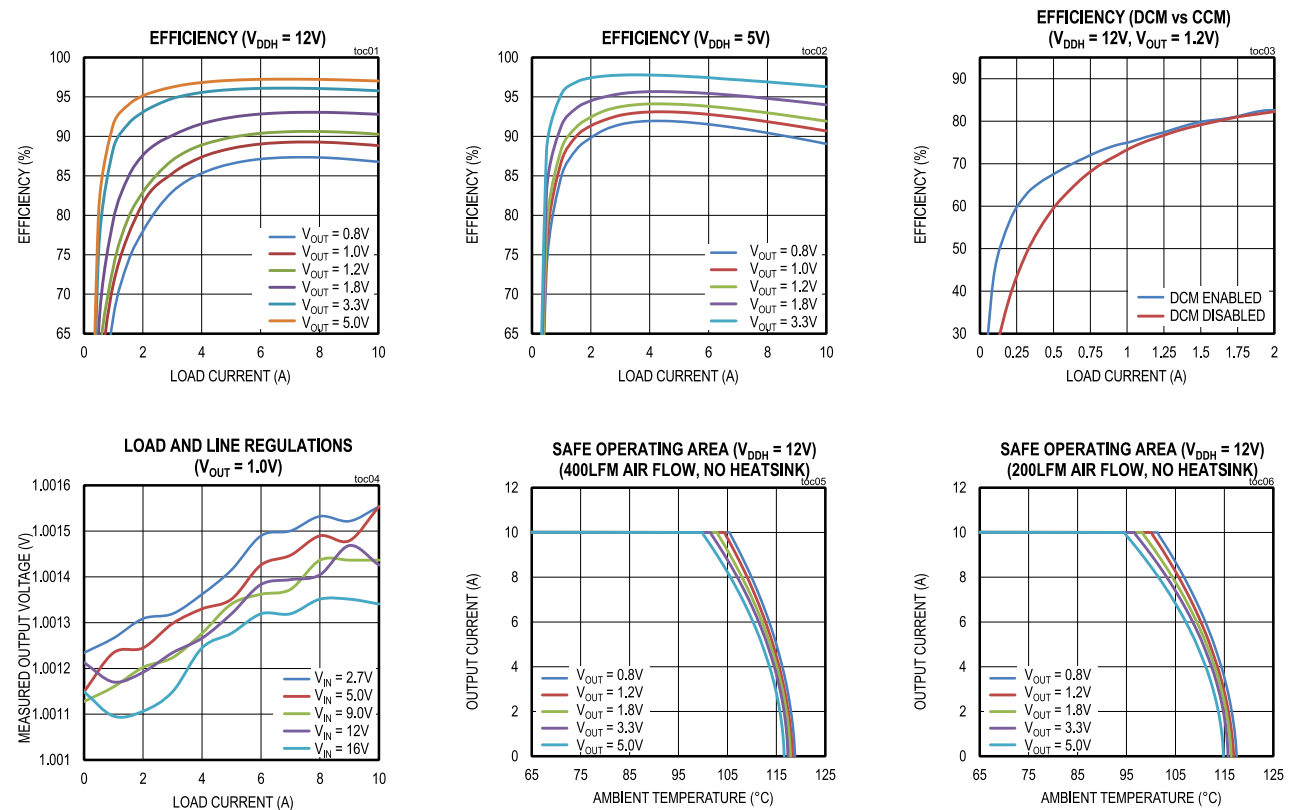 EFFICIENCY (VDDH = 12V)
toc01
EFFICIENCY (%)
100
95
90
85
80
75
70
65
VOUT = 0.8V
VOUT = 1.0V
VOUT = 1.2V
VOUT = 1.8V
VOUT = 3.3V
VOUT = 5.0V
0 2 4 6 8 10
LOAD CURRENT (A)
EFFICIENCY (VDDH = 5V)
toc02
EFFICIENCY (%)
100
95
90
85
80
75
70
65
VOUT = 0.8V
VOUT = 1.0V
VOUT = 1.2V
VOUT = 1.8V
VOUT = 3.3V
0 2 4 6 8 10
LOAD CURRENT (A)
EFFICIENCY (DCM vs CCM)
(VDDH = 12V, VOUT = 1.2V)
toc03
EFFICIENCY (%)
90
80
70
60
50
40
30
DCM ENABLED
DCM DISABLED
0 0.25 0.5 0.75 1 1.25 1.5 1.75 2
LOAD CURRENT (A)
LOAD AND LINE REGULATIONS
(VOUT = 1.0V)
toc04
MEASURED OUTPUT VOLTAGE (V)
1.0016
1.0015
1.0014
1.0013
1.0012
1.0011
1.001
VIN = 2.7V
VIN = 5.0V
VIN = 9.0V
VIN = 12V
VIN = 16V
0 2 4 6 8 10
LOAD CURRENT (A)
SAFE OPERATING AREA (VDDH = 12V)
(400LFM AIR FLOW, NO HEATSINK)
toc05
OUTPUT CURRENT (A)
12
10
8
6
4
2
0
VOUT = 0.8V
VOUT = 1.2V
VOUT = 1.8V
VOUT = 3.3V
VOUT = 5.0V
65 75 85 95 105 115 125
AMBIENT TEMPERATURE (°C)
SAFE OPERATING AREA (VDDH = 12V)
(200LFM AIR FLOW, NO HEATSINK)
toc06
OUTPUT CURRENT (A)
12
10
8
6
4
2
0
VOUT = 0.8V
VOUT = 1.2V
VOUT = 1.8V
VOUT = 3.3V
VOUT = 5.0V
65 75 85 95 105 115 125
AMBIENT TEMPERATURE (°C)